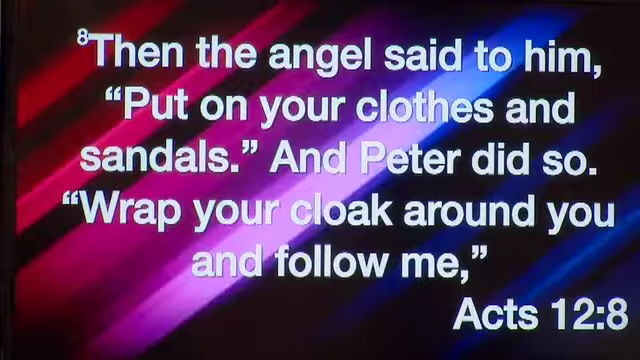 ⁸Then the angel said to him,
“Put on your clothes and
sandals.” And Peter did so.
“Wrap your cloak around you
and follow me,”
Acts 12:8